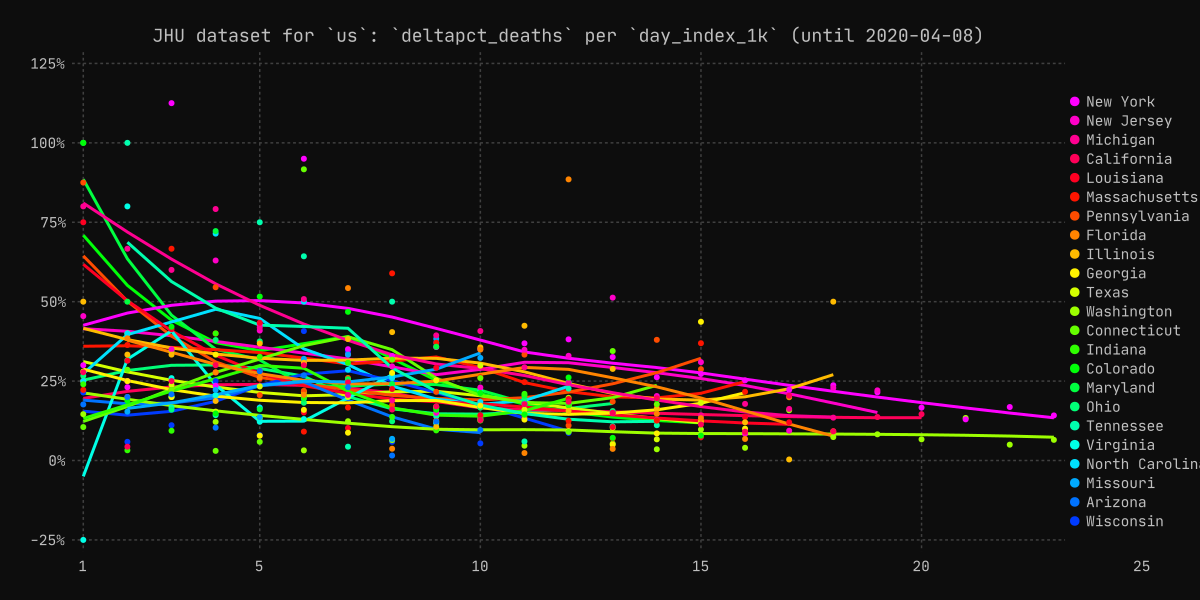 JHU dataset for `us`: `deltapct_deaths` per `day_index_1k` (until 2020-04-08)
125%
100%
75%
50%
25%
0%
-25%
1
5
10
15
20
25
New York
New Jersey
Michigan
California
Louisiana
Massachusetts
Pennsylvania
Florida
Illinois
Georgia
Texas
Washington
Connecticut
Indiana
Colorado
Maryland
Ohio
Tennessee
Virginia
North Carolina
Missouri
Arizona
Wisconsin